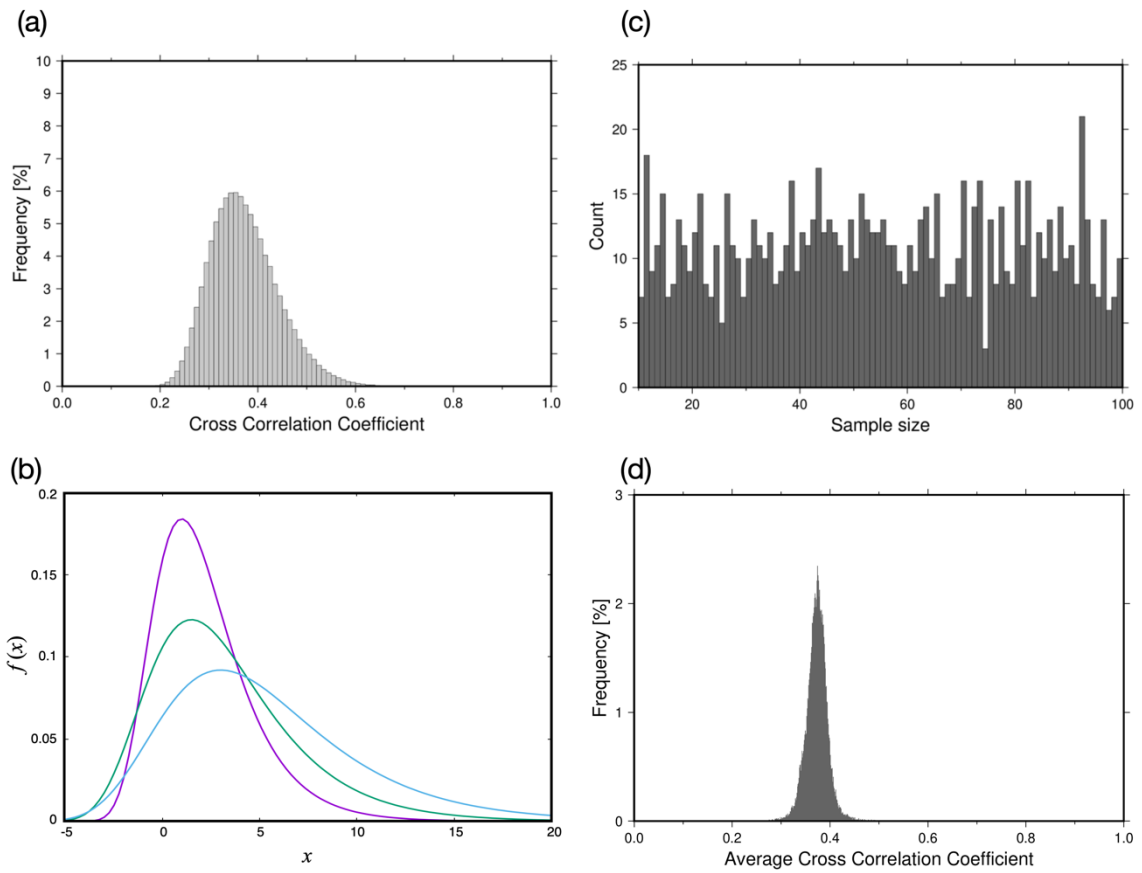 (a)
10
9
8
7
6
5
4
3
2
1
0
Frequency [%]
0.0 0.2 0.4 0.6 0.8 1.0
Cross Correlation Coefficient
(b)
0.2
0.15
0.1
0.05
0
f(x)
-5 0 5 10 15 20
x
(c)
25
20
15
10
5
0
Count
20 40 60 80 100
Sample size
(d)
3
2
1
0
Frequency [%]
0.0 0.2 0.4 0.6 0.8 1.0
Average Cross Correlation Coefficient